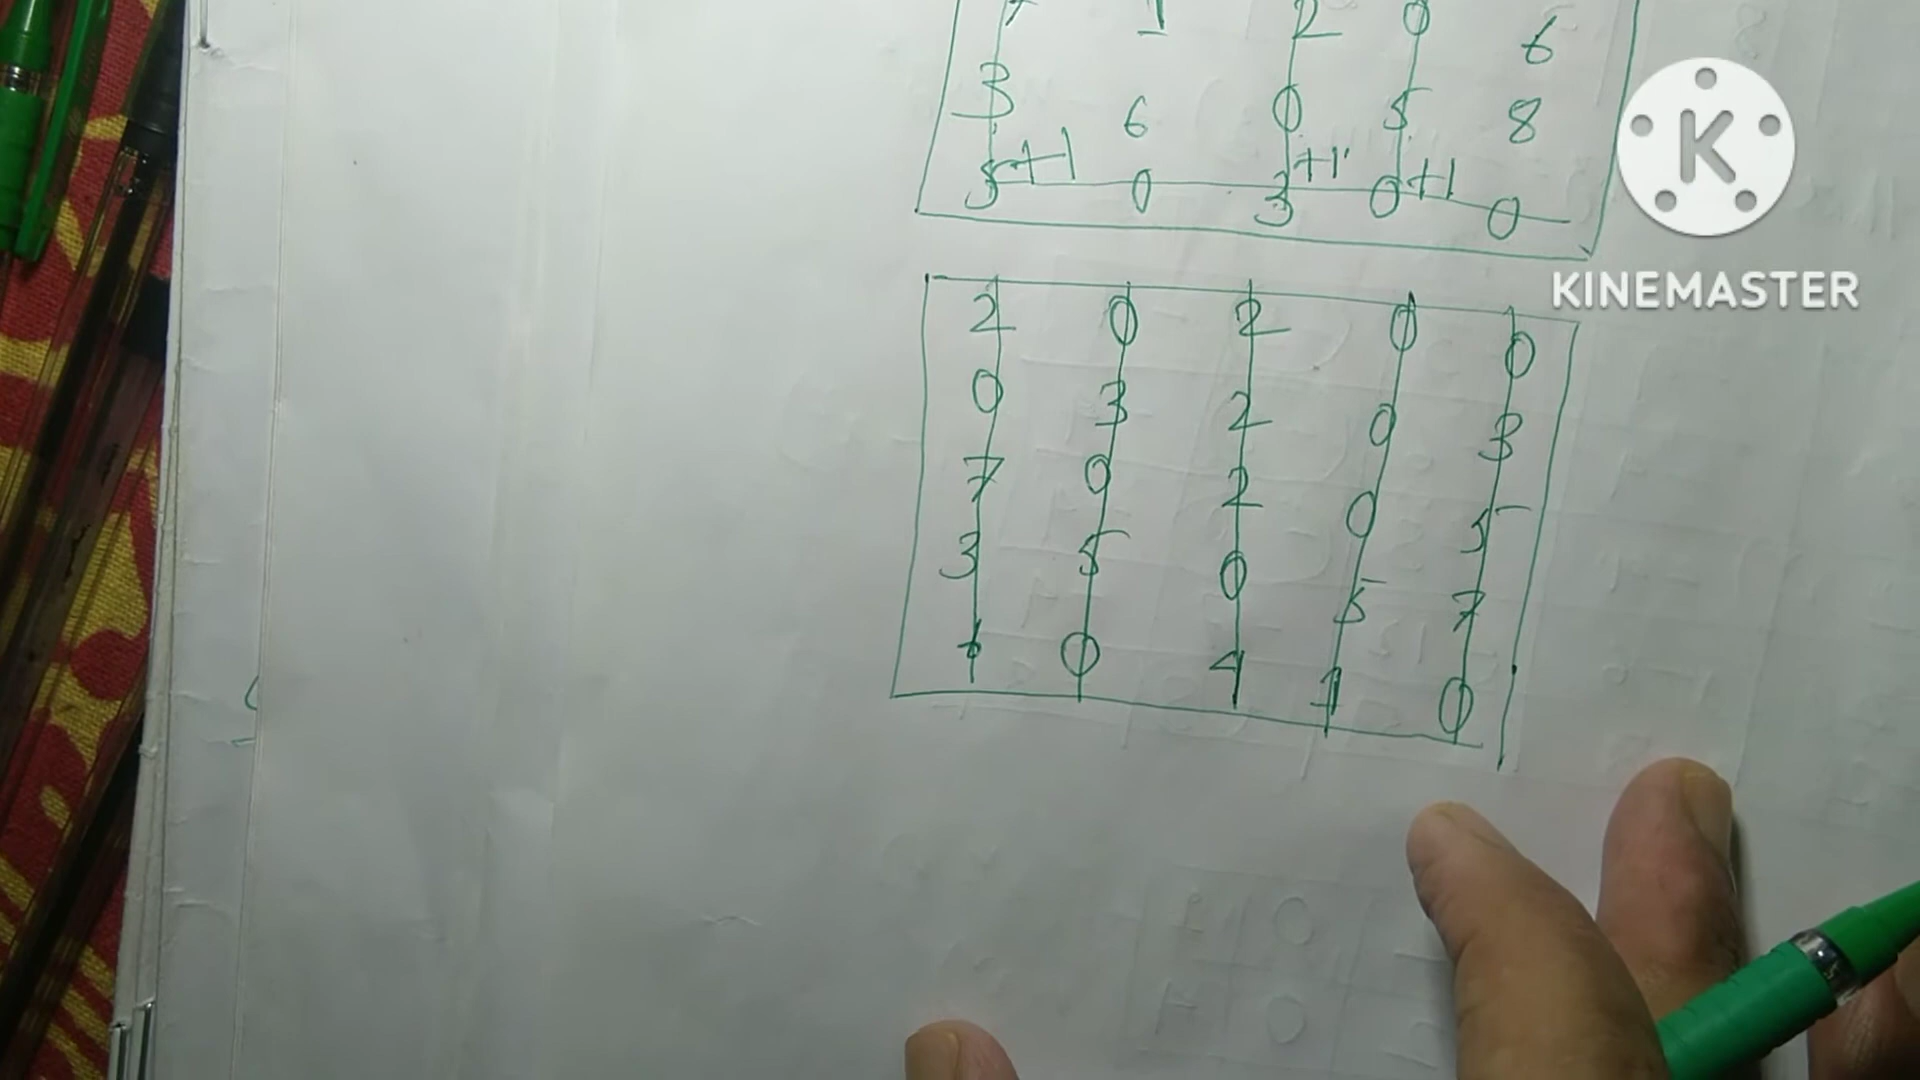 1 2 0 6
3 6 0 5 8
+1 +1 +1
5 0 3 0 0
K
KINEMASTER
2 0 2 0 0
0 3 2 0 3
7 0 2 0 5
3 5 0 5 7
0 4 1 0